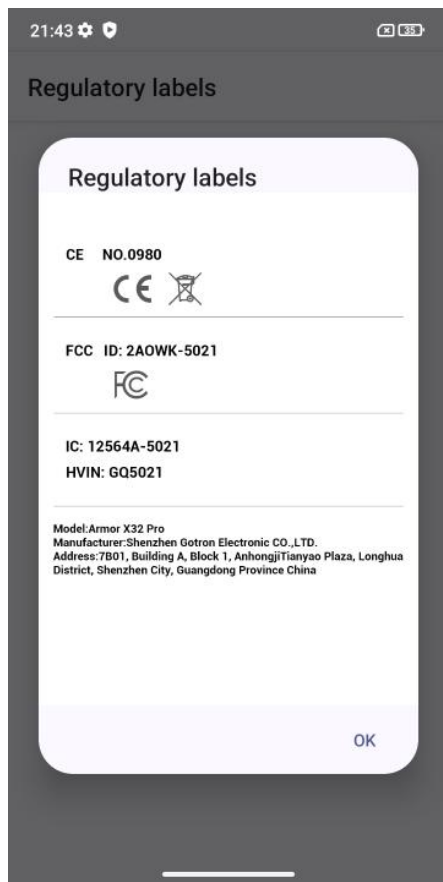 21:43
35
Regulatory labels
Regulatory labels
CE NO.0980
CE
FCC ID: 2AOWK-5021
FC
IC: 12564A-5021
HVIN: GQ5021
Model:Armor X32 Pro
Manufacturer:Shenzhen Gotron Electronic CO.,LTD.
Address:7B01, Building A, Block 1, AnhongjiTianyao Plaza, Longhua
District, Shenzhen City, Guangdong Province China
OK